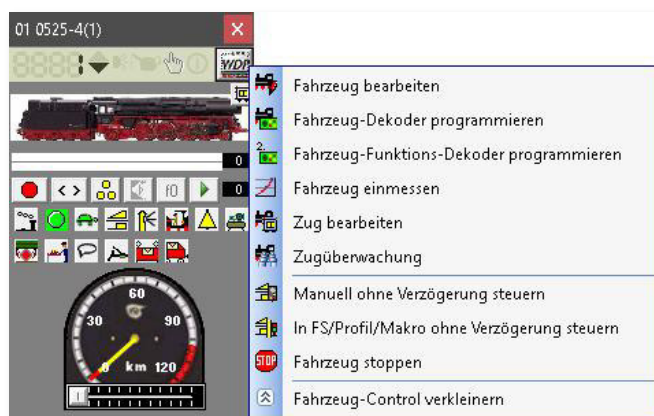 01 0525-4(1)
WDP
Fahrzeug bearbeiten
Fahrzeug-Dekoder programmieren
2.
Fahrzeug-Funktions-Dekoder programmieren
0
Fahrzeug einmessen
< > f0 0
Zug bearbeiten
Zugüberwachung
Manuell ohne Verzögerung steuern
In FS/Profil/Makro ohne Verzögerung steuern
STOP
Fahrzeug stoppen
Fahrzeug-Control verkleinern
60
30 90
0 km 120